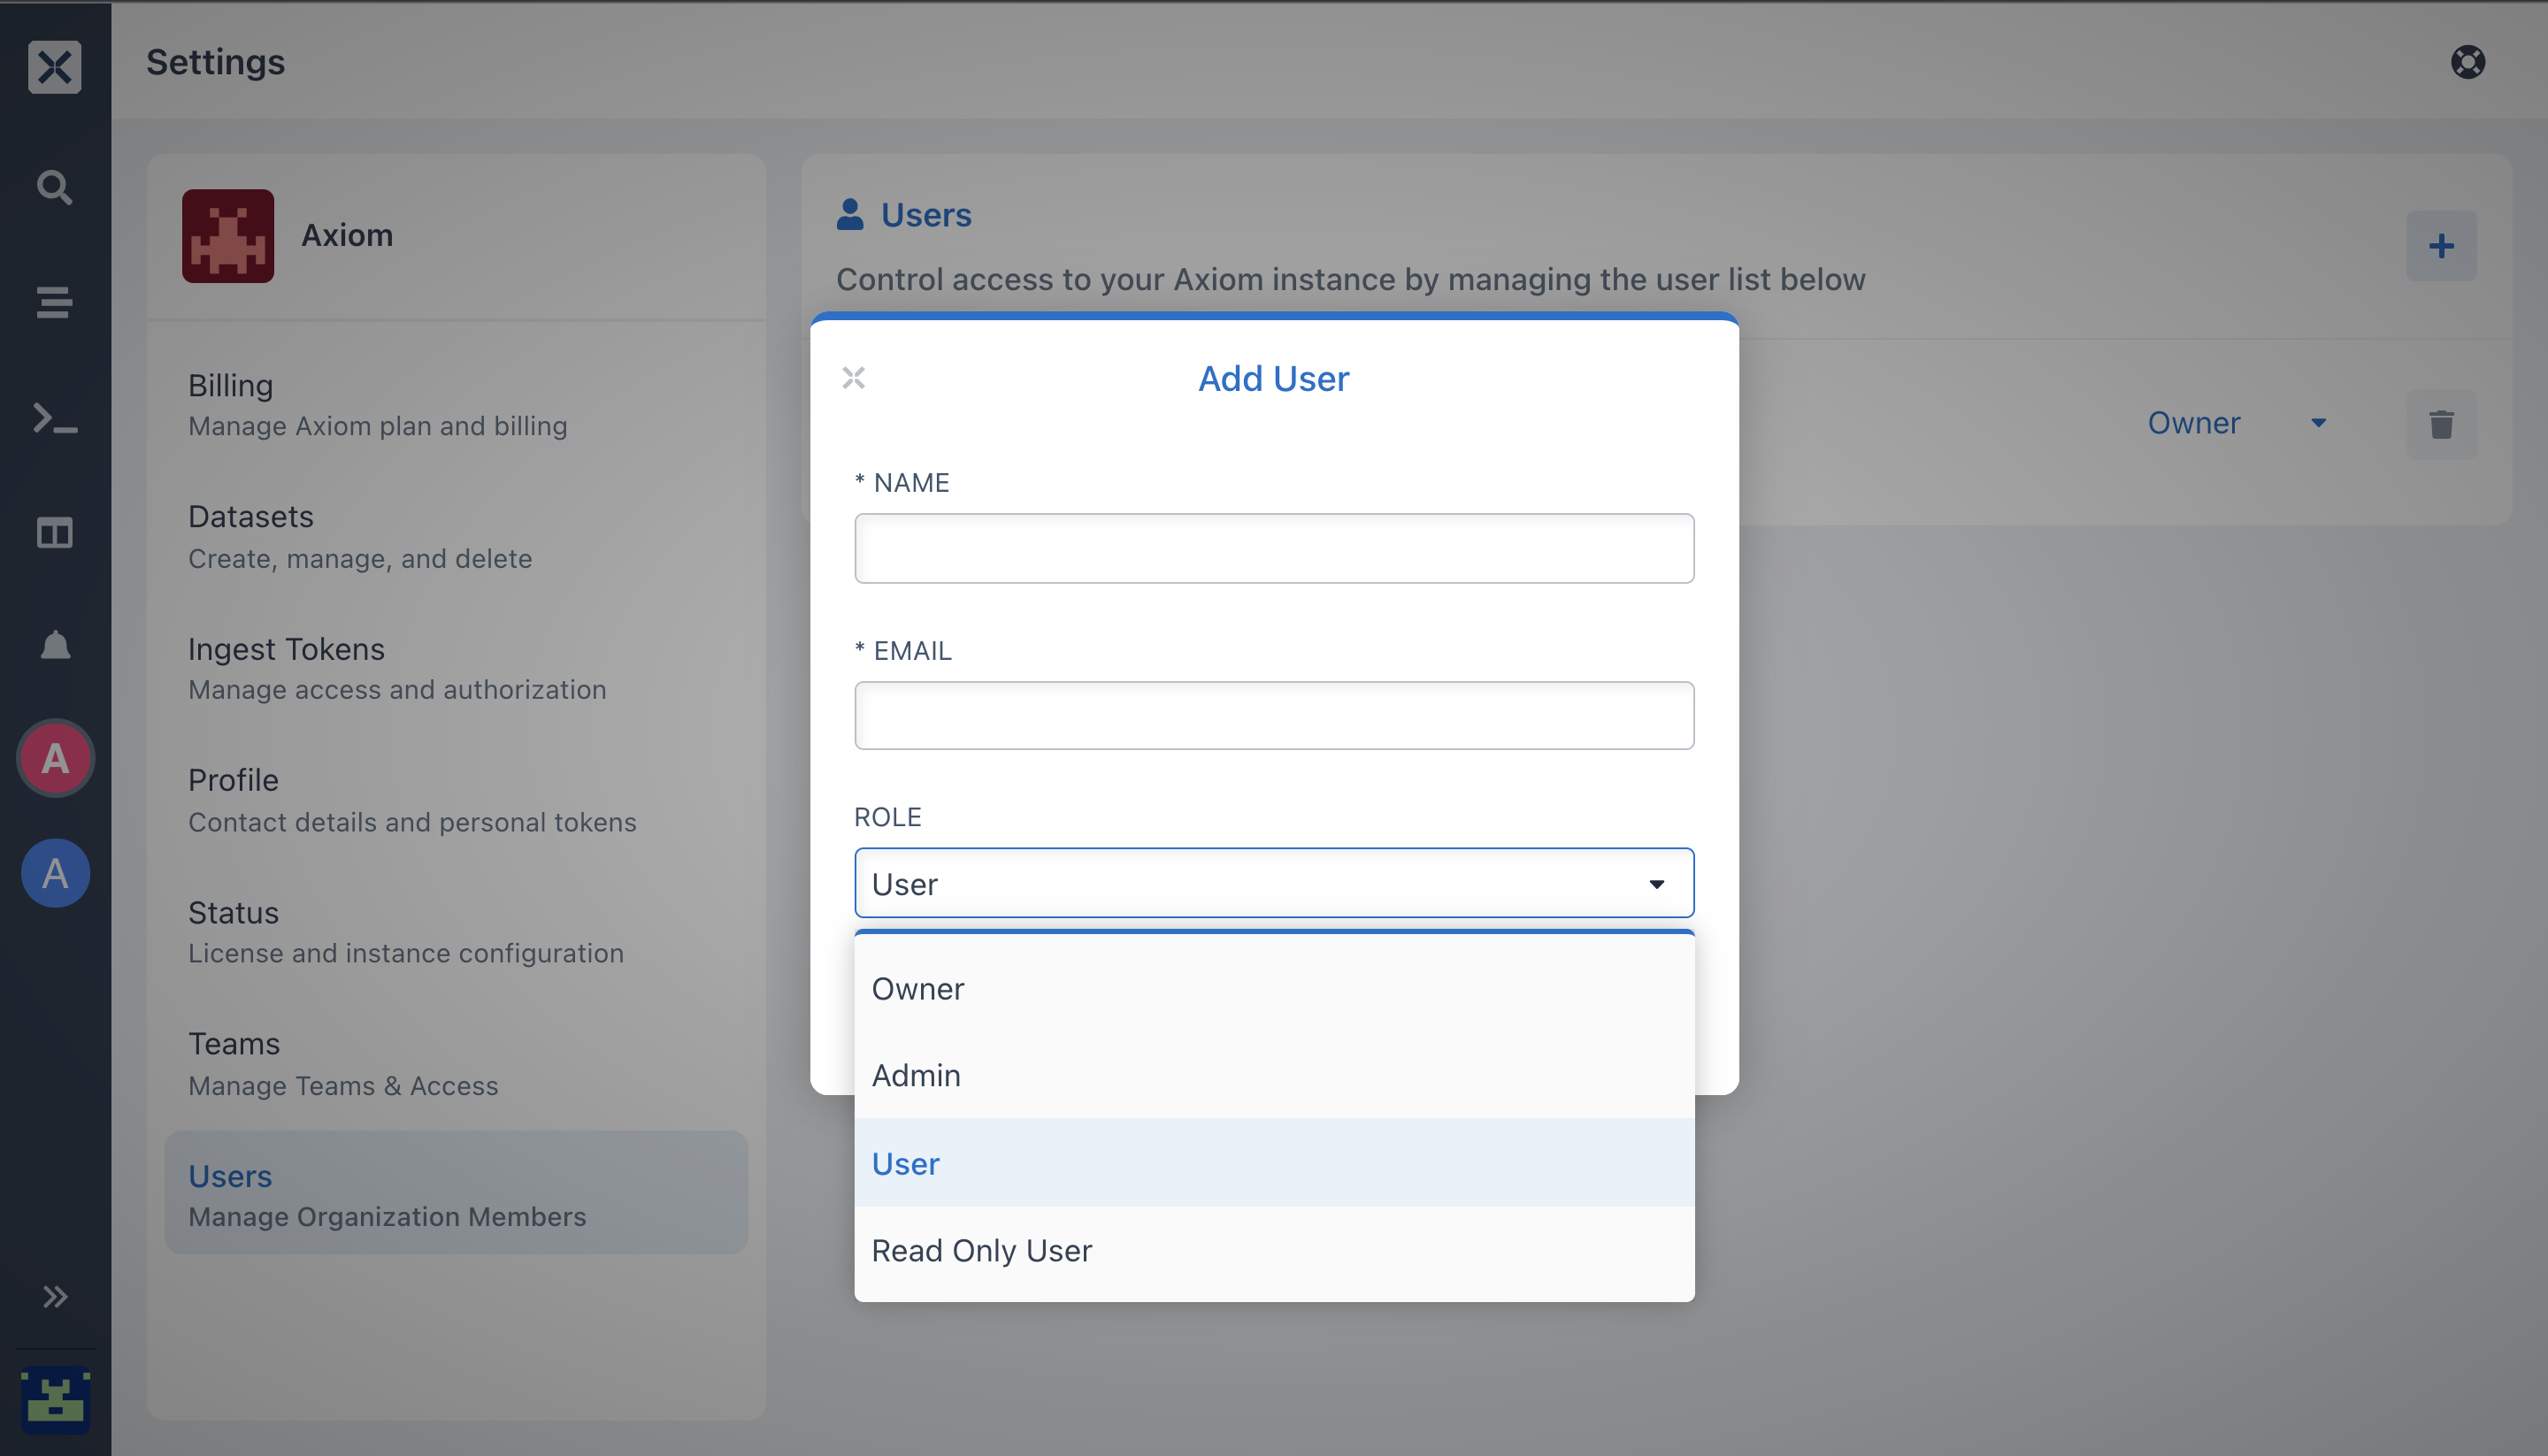 Settings
Axiom
Billing
Manage Axiom plan and billing
Datasets
Create, manage, and delete
Ingest Tokens
Manage access and authorization
Profile
Contact details and personal tokens
Status
License and instance configuration
Teams
Manage Teams & Access
Users
Manage Organization Members
A
A
Users
Control access to your Axiom instance by managing the user list below
Owner
Add User
* NAME
* EMAIL
ROLE
User
Owner
Admin
User
Read Only User